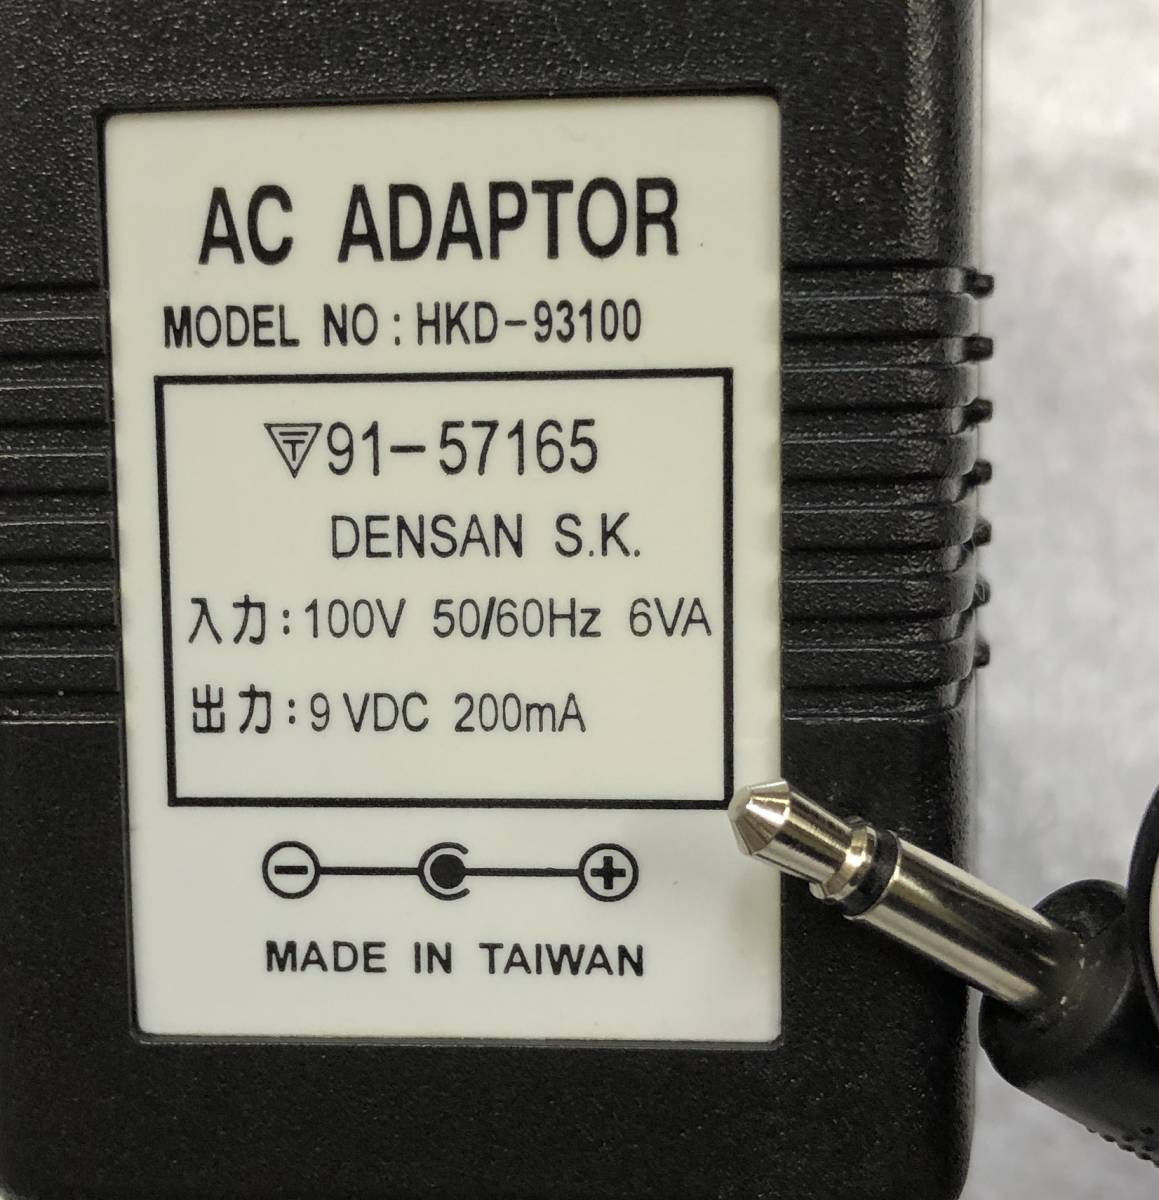 AC ADAPTOR
MODEL NO : HKD-93100
T 91-57165
DENSAN S.K.
入力 : 100V 50/60Hz 6VA
出力 : 9 VDC 200mA
MADE IN TAIWAN